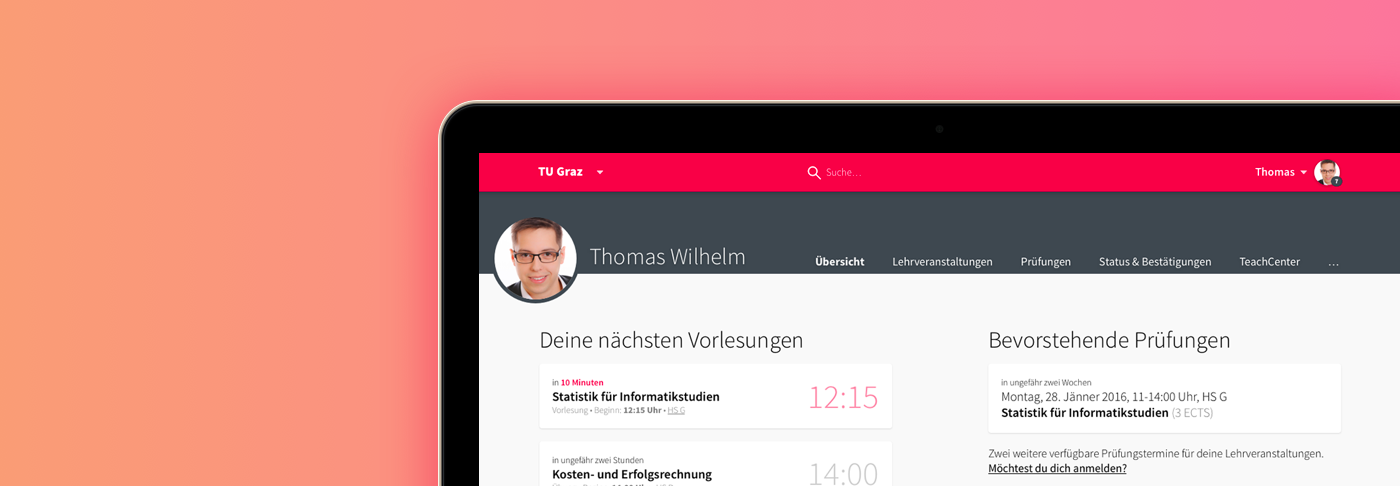 TU Graz
Suche...
Thomas
7
Thomas Wilhelm
Übersicht
Lehrveranstaltungen
Prüfungen
Status & Bestätigungen
TeachCenter
...
Deine nächsten Vorlesungen
in 10 Minuten
Statistik für Informatikstudien
Vorlesung • Beginn: 12:15 Uhr • HS G
12:15
in ungefähr zwei Stunden
Kosten- und Erfolgsrechnung
14:00
Bevorstehende Prüfungen
in ungefähr zwei Wochen
Montag, 28. Jänner 2016, 11-14:00 Uhr, HS G
Statistik für Informatikstudien (3 ECTS)
Zwei weitere verfügbare Prüfungstermine für deine Lehrveranstaltungen.
Möchtest du dich anmelden?